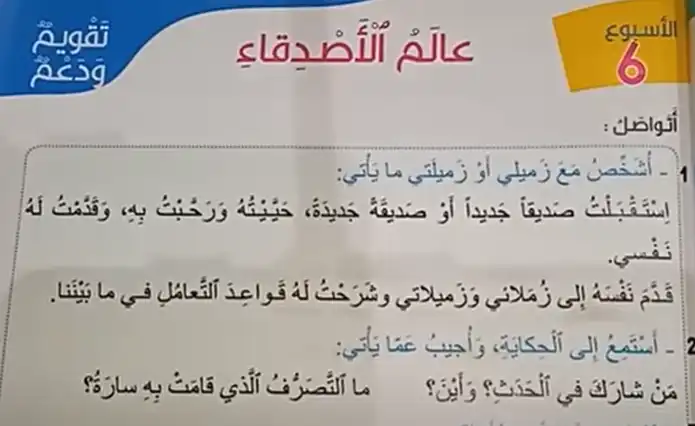 الأسبوع
6
عالَمُ ٱلْأَصْدِقاءِ
تَقْويمٌ
وَدَعْمٌ
أَتَواصَلُ :
1 - أُشَخِّصُ مَعَ زَميلي أَوْ زَميلَتي ما يَأْتي:
اِسْتَقْبَلْتُ صَديقاً جَديداً أَوْ صَديقَةً جَديدَةً، حَيَّيْتُهُ وَرَحَّبْتُ بِهِ، وَقَدَّمْتُ لَهُ
نَفْسي.
قَدَّمَ نَفْسَهُ إِلى زُمَلائي وَزَميلاتي وشَرَحْتُ لَهُ قَواعِدَ ٱلتَّعامُلِ في ما بَيْنَنا.
2 - أَسْتَمِعُ إِلى ٱلْحِكايَةِ، وَأُجيبُ عَمّا يَأْتي:
مَنْ شارَكَ في ٱلْحَدَثِ؟ وَأَيْنَ؟ ما ٱلتَّصَرُّفُ ٱلَّذي قامَتْ بِهِ سارَةُ؟